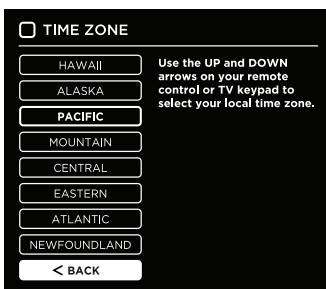 TIME ZONE
HAWAII
ALASKA
PACIFIC
MOUNTAIN
CENTRAL
EASTERN
ATLANTIC
NEWFOUNDLAND
< BACK
Use the UP and DOWN
arrows on your remote
control or TV keypad to
select your local time zone.